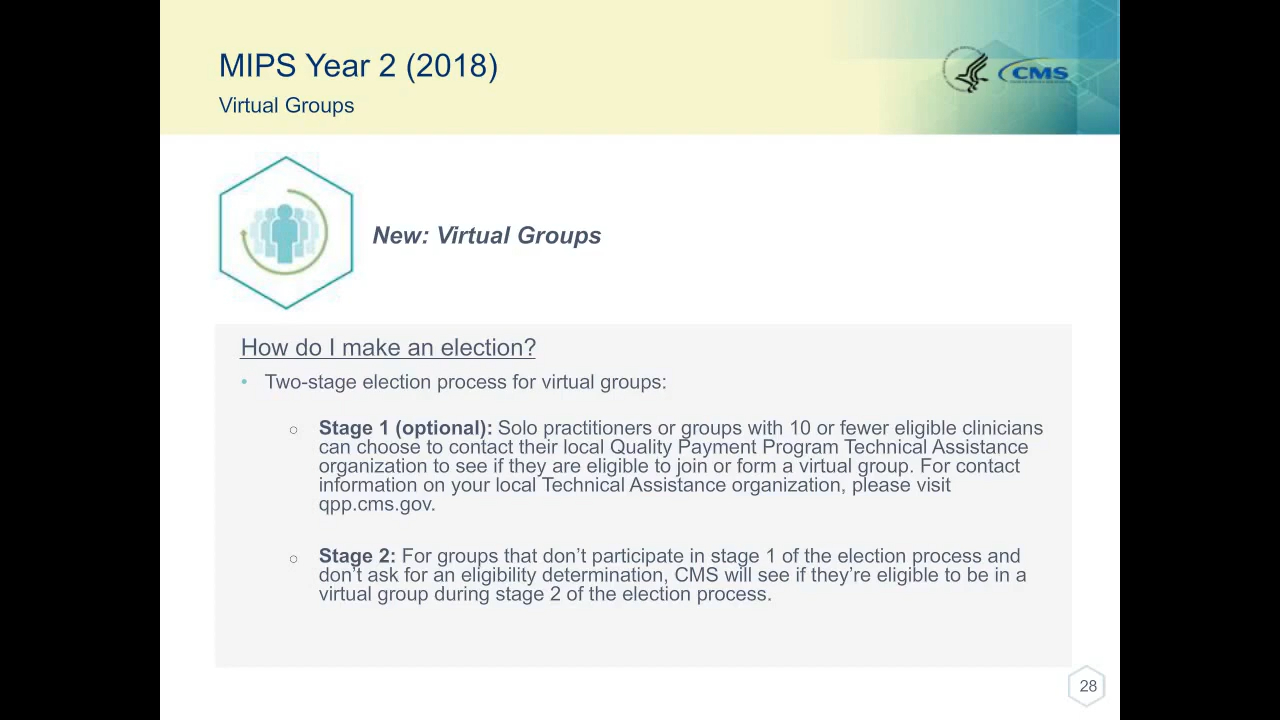 MIPS Year 2 (2018)
Virtual Groups
CMS
New: Virtual Groups
How do I make an election?
• Two-stage election process for virtual groups:
○ Stage 1 (optional): Solo practitioners or groups with 10 or fewer eligible clinicians
can choose to contact their local Quality Payment Program Technical Assistance
organization to see if they are eligible to join or form a virtual group. For contact
information on your local Technical Assistance organization, please visit
qpp.cms.gov.
○ Stage 2: For groups that don’t participate in stage 1 of the election process and
don’t ask for an eligibility determination, CMS will see if they’re eligible to be in a
virtual group during stage 2 of the election process.
28